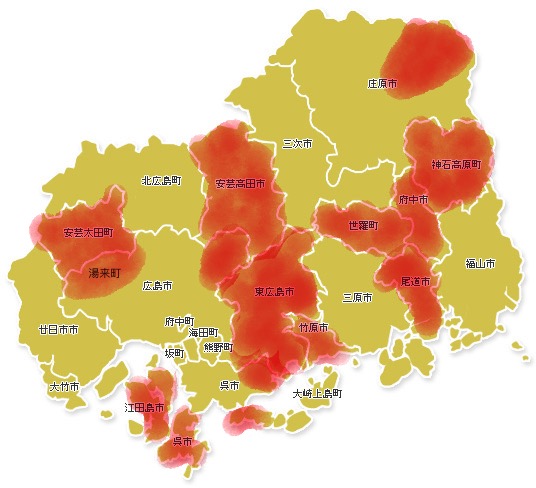 庄原市
三次市
神石高原町
北広島町
安芸高田市
府中市
世羅町
安芸太田町
福山市
湯来町
尾道市
広島市
東広島市
三原市
府中町
廿日市市
海田町
竹原市
熊野町
坂町
大竹市
呉市
大崎上島町
江田島市
呉市